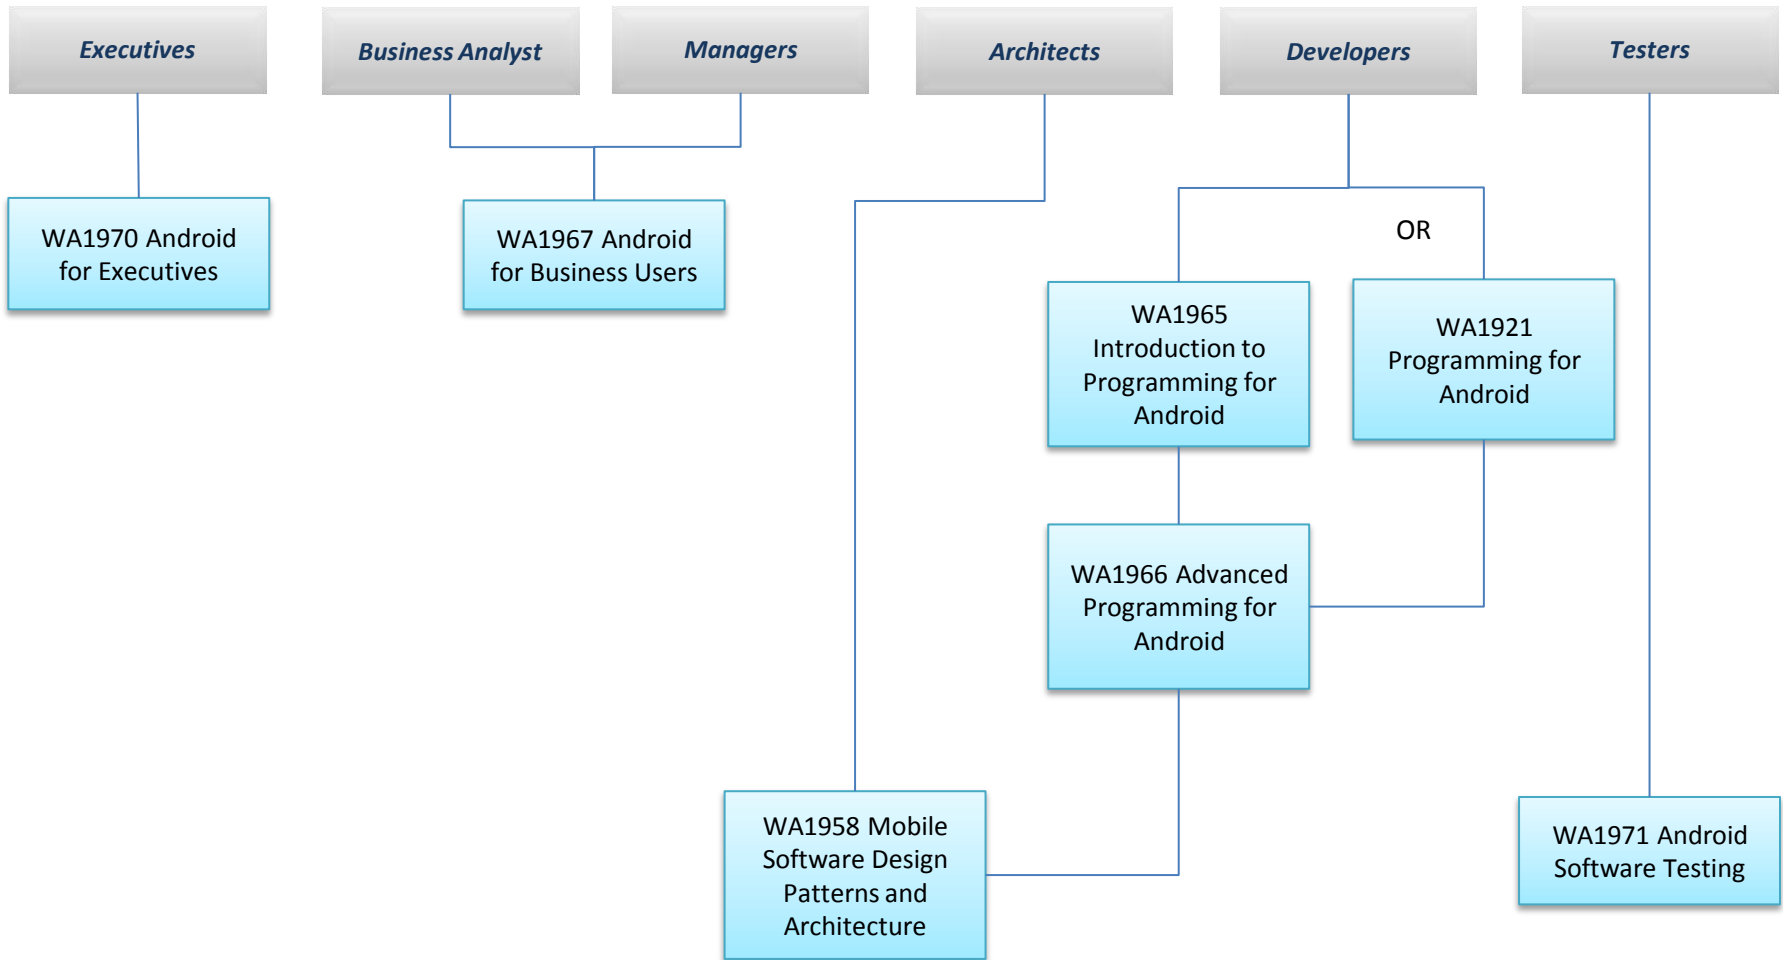 Executives
Business Analyst
Managers
Architects
Developers
Testers
WA1970 Android
for Executives
WA1967 Android
for Business Users
OR
WA1965
Introduction to
Programming for
Android
WA1921
Programming for
Android
WA1966 Advanced
Programming for
Android
WA1958 Mobile
Software Design
Patterns and
Architecture
WA1971 Android
Software Testing